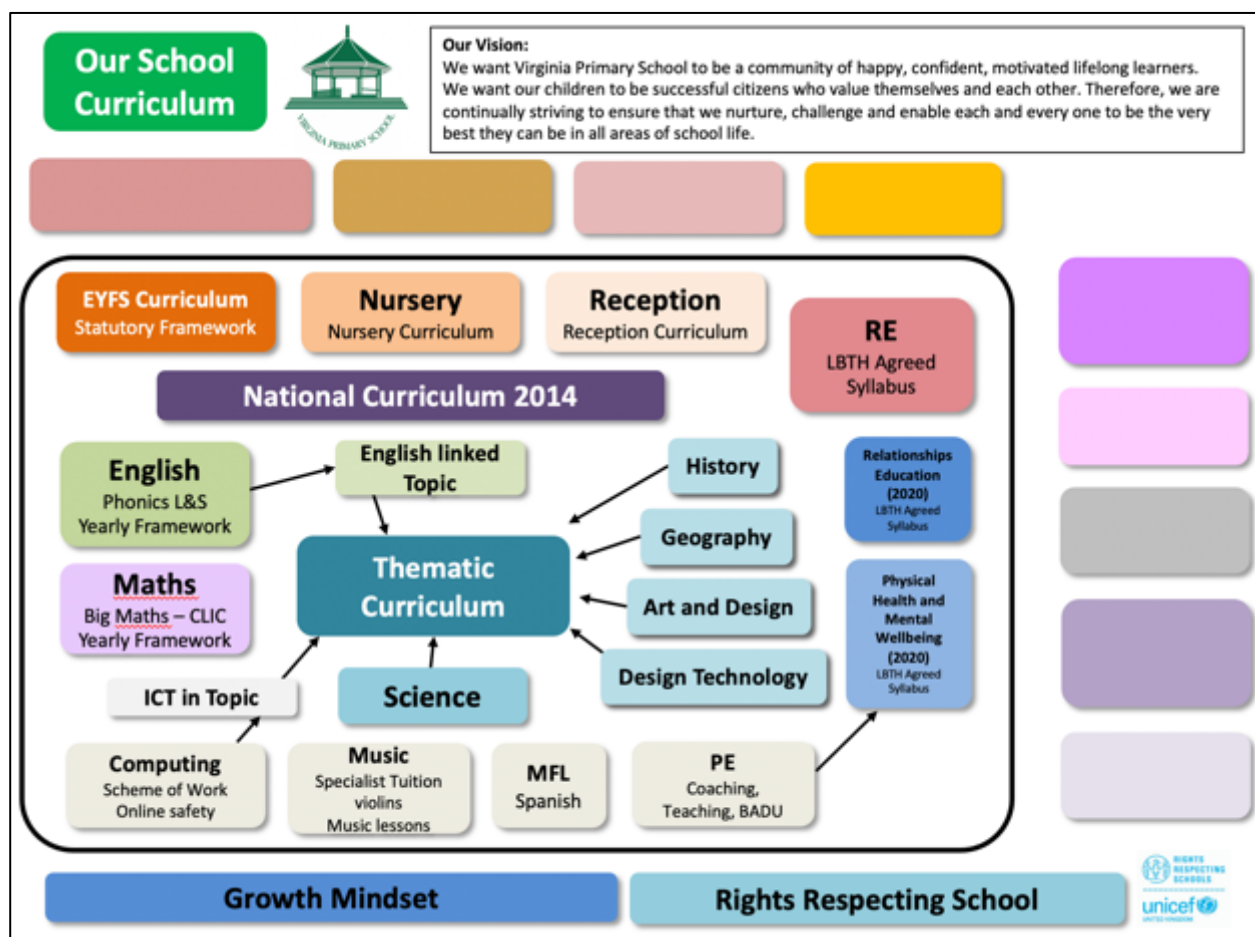 Our School
Curriculum
VIRGINIA PRIMARY SCHOOL
Our Vision:
We want Virginia Primary School to be a community of happy, confident, motivated lifelong learners.
We want our children to be successful citizens who value themselves and each other. Therefore, we are
continually striving to ensure that we nurture, challenge and enable each and every one to be the very
best they can be in all areas of school life.
EYFS Curriculum
Statutory Framework
Nursery
Nursery Curriculum
Reception
Reception Curriculum
RE
LBTH Agreed
Syllabus
National Curriculum 2014
English
Phonics L&S
Yearly Framework
English linked
Topic
History
Relationships
Education
(2020)
LBTH Agreed
Syllabus
Geography
Thematic
Curriculum
Maths
Big Maths – CLIC
Yearly Framework
Art and Design
Physical
Health and
Mental
Wellbeing
(2020)
LBTH Agreed
Syllabus
Design Technology
ICT in Topic
Science
Computing
Scheme of Work
Online safety
Music
Specialist Tuition
violins
Music lessons
MFL
Spanish
PE
Coaching,
Teaching, BADU
Growth Mindset
Rights Respecting School
RIGHTS
RESPECTING
SCHOOLS
unicef
UNITED KINGDOM